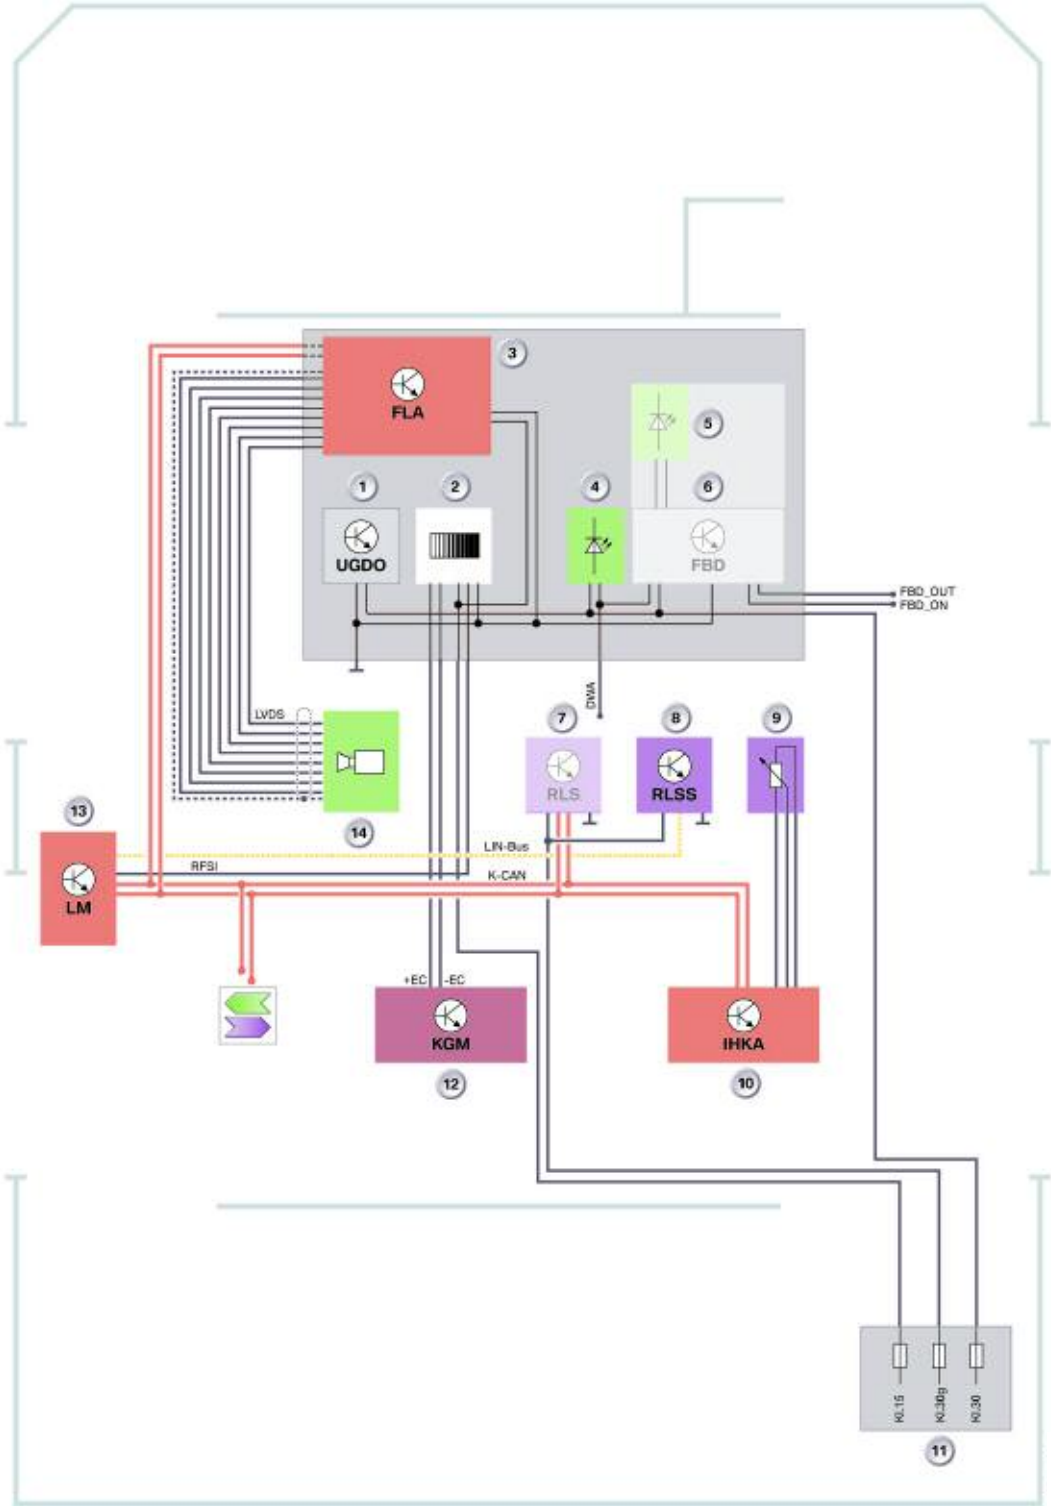 3
FLA
5
1
2
4
6
UGDO
FBD
FBD_OUT
FBD_ON
DWA
LVDS
7
8
9
RLS
RLSS
13
14
LIN-Bus
RFSI
K-CAN
LM
+EC
-EC
KGM
IHKA
12
10
Kl.15
Kl.30g
Kl.30
11